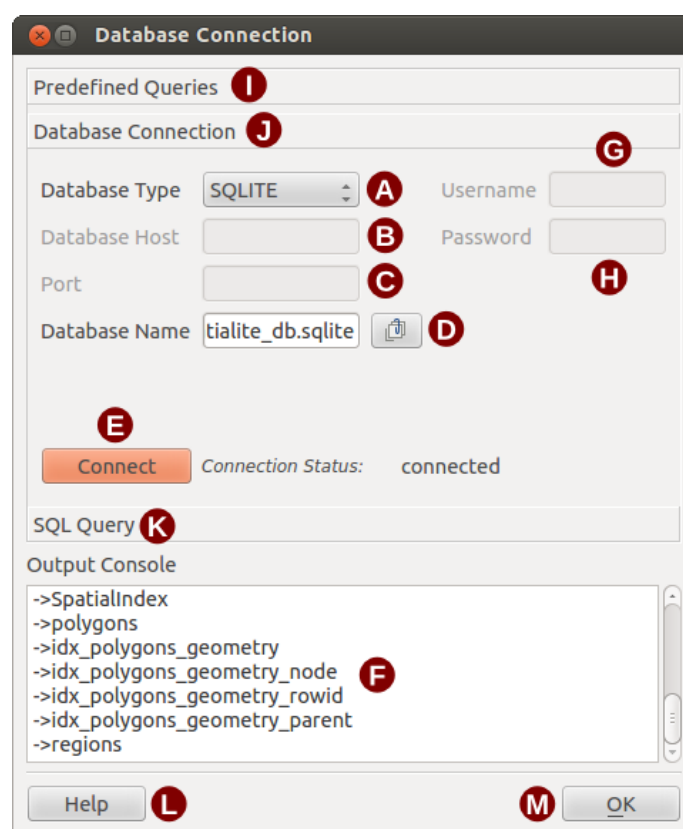 Database Connection
Predefined Queries I
Database Connection J
G
Database Type SQLITE A Username
Database Host B Password
Port C H
Database Name tialite_db.sqlite D
E
Connect Connection Status: connected
SQL Query K
Output Console
->SpatialIndex
->polygons
->idx_polygons_geometry
->idx_polygons_geometry_node F
->idx_polygons_geometry_rowid
->idx_polygons_geometry_parent
->regions
Help L M OK